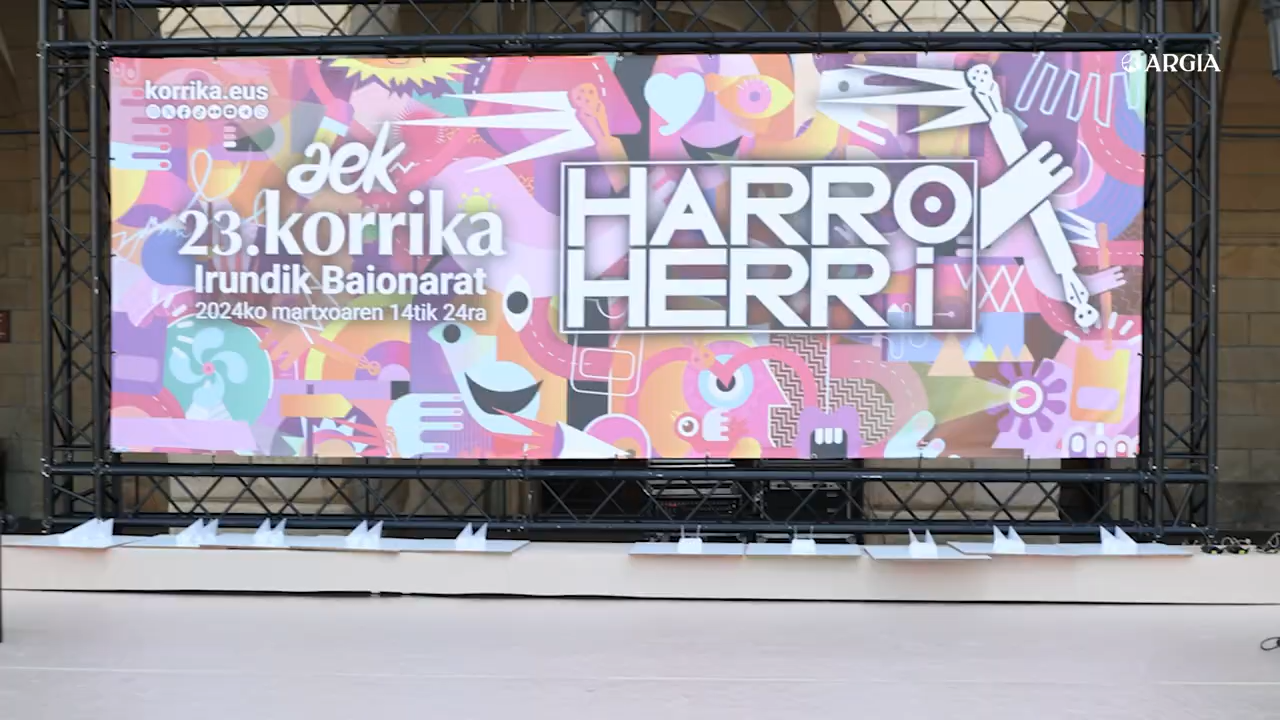 korrika.eus
aek
23.korrika
Irundik Baionarat
2024ko martxoaren 14tik 24ra
HARRO
HERRi
ARGIA